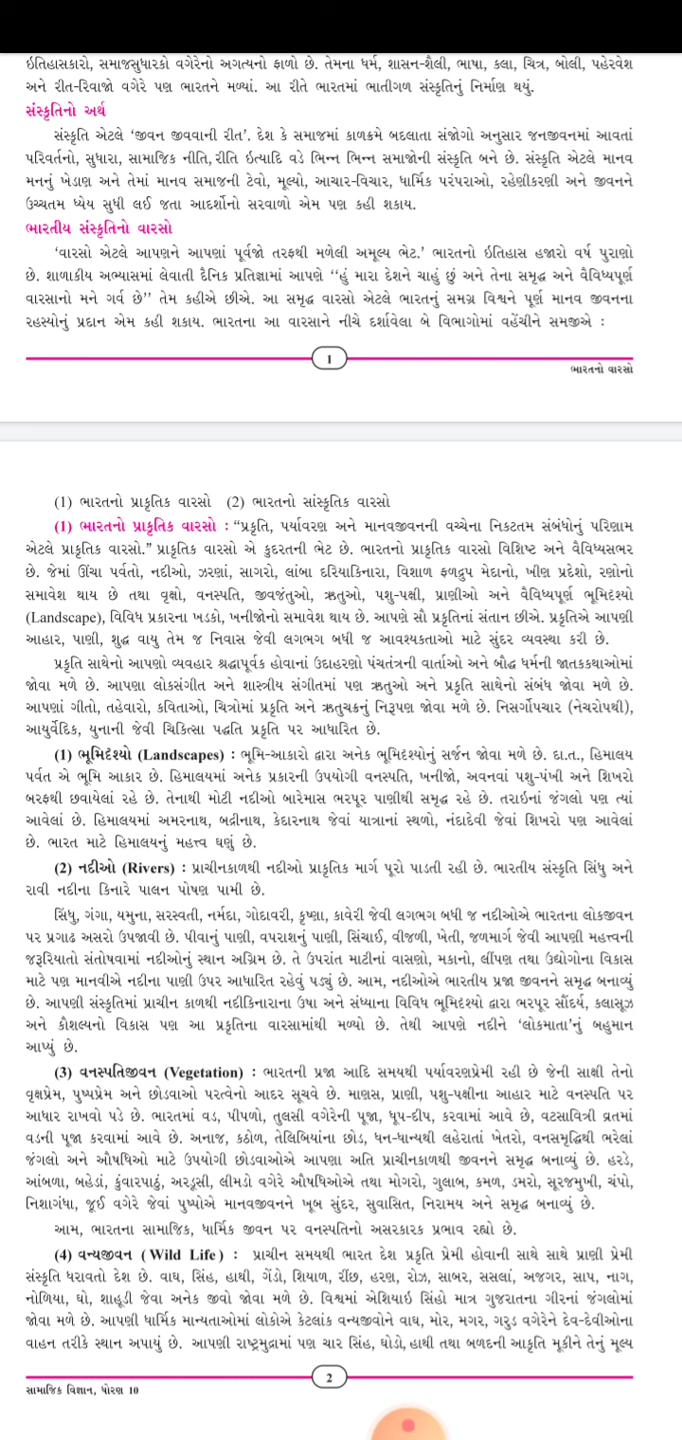 ઇતિહાસકારો, સમાજસુધારકો વગેરેનો અગત્યનો ફાળો છે. તેમના ધર્મ, શાસન-શૈલી, ભાષા, કલા, ચિત્ર, બોલી, પહેરવેશ
અને રીત-રિવાજો વગેરે પણ ભારતને મળ્યાં. આ રીતે ભારતમાં ભાતીગળ સંસ્કૃતિનું નિર્માણ થયું.
સંસ્કૃતિનો અર્થ
સંસ્કૃતિ એટલે ‘જીવન જીવવાની રીત’. દેશ કે સમાજમાં કાળક્રમે બદલાતા સંજોગો અનુસાર જનજીવનમાં આવતાં
પરિવર્તનો, સુધારા, સામાજિક નીતિ, રીતિ ઇત્યાદિ વડે ભિન્ન ભિન્ન સમાજોની સંસ્કૃતિ બને છે. સંસ્કૃતિ એટલે માનવ
મનનું ખેડાણ અને તેમાં માનવ સમાજની ટેવો, મૂલ્યો, આચાર-વિચાર, ધાર્મિક પરંપરાઓ, રહેણીકરણી અને જીવનને
ઉચ્ચતમ ધ્યેય સુધી લઈ જતા આદર્શોનો સરવાળો એમ પણ કહી શકાય.
ભારતીય સંસ્કૃતિનો વારસો
‘વારસો એટલે આપણને આપણાં પૂર્વજો તરફથી મળેલી અમૂલ્ય ભેટ.’ ભારતનો ઇતિહાસ હજારો વર્ષ પુરાણો
છે. શાળાકીય અભ્યાસમાં લેવાતી દૈનિક પ્રતિજ્ઞામાં આપણે ‘‘હું મારા દેશને ચાહું છું અને તેના સમૃદ્ધ અને વૈવિધ્યપૂર્ણ
વારસાનો મને ગર્વ છે’’ તેમ કહીએ છીએ. આ સમૃદ્ધ વારસો એટલે ભારતનું સમગ્ર વિશ્વને પૂર્ણ માનવ જીવનના
રહસ્યોનું પ્રદાન એમ કહી શકાય. ભારતના આ વારસાને નીચે દર્શાવેલા બે વિભાગોમાં વહેંચીને સમજીએ :
1
ભારતનો વારસો
(1) ભારતનો પ્રાકૃતિક વારસો (2) ભારતનો સાંસ્કૃતિક વારસો
(1) ભારતનો પ્રાકૃતિક વારસો : “પ્રકૃતિ, પર્યાવરણ અને માનવજીવનની વચ્ચેના નિકટતમ સંબંધોનું પરિણામ
એટલે પ્રાકૃતિક વારસો.” પ્રાકૃતિક વારસો એ કુદરતની ભેટ છે. ભારતનો પ્રાકૃતિક વારસો વિશિષ્ટ અને વૈવિધ્યસભર
છે. જેમાં ઊંચા પર્વતો, નદીઓ, ઝરણાં, સાગરો, લાંબા દરિયાકિનારા, વિશાળ ફળદ્રુપ મેદાનો, ખીણ પ્રદેશો, રણોનો
સમાવેશ થાય છે તથા વૃક્ષો, વનસ્પતિ, જીવજંતુઓ, ઋતુઓ, પશુ-પક્ષી, પ્રાણીઓ અને વૈવિધ્યપૂર્ણ ભૂમિદૃશ્યો
(Landscape), વિવિધ પ્રકારના ખડકો, ખનીજોનો સમાવેશ થાય છે. આપણે સૌ પ્રકૃતિનાં સંતાન છીએ. પ્રકૃતિએ આપણી
આહાર, પાણી, શુદ્ધ વાયુ તેમ જ નિવાસ જેવી લગભગ બધી જ આવશ્યકતાઓ માટે સુંદર વ્યવસ્થા કરી છે.
પ્રકૃતિ સાથેનો આપણો વ્યવહાર શ્રદ્ધાપૂર્વક હોવાનાં ઉદાહરણો પંચતંત્રની વાર્તાઓ અને બૌદ્ધ ધર્મની જાતકકથાઓમાં
જોવા મળે છે. આપણા લોકસંગીત અને શાસ્ત્રીય સંગીતમાં પણ ઋતુઓ અને પ્રકૃતિ સાથેનો સંબંધ જોવા મળે છે.
આપણાં ગીતો, તહેવારો, કવિતાઓ, ચિત્રોમાં પ્રકૃતિ અને ઋતુચક્રનું નિરૂપણ જોવા મળે છે. નિસર્ગોપચાર (નેચરોપથી),
આયુર્વેદિક, યુનાની જેવી ચિકિત્સા પદ્ધતિ પ્રકૃતિ પર આધારિત છે.
(1) ભૂમિદૃશ્યો (Landscapes) : ભૂમિ-આકારો દ્વારા અનેક ભૂમિદૃશ્યોનું સર્જન જોવા મળે છે. દા.ત., હિમાલય
પર્વત એ ભૂમિ આકાર છે. હિમાલયમાં અનેક પ્રકારની ઉપયોગી વનસ્પતિ, ખનીજો, અવનવાં પશુ-પંખી અને શિખરો
બરફથી છવાયેલાં રહે છે. તેનાથી મોટી નદીઓ બારેમાસ ભરપૂર પાણીથી સમૃદ્ધ રહે છે. તરાઇનાં જંગલો પણ ત્યાં
આવેલાં છે. હિમાલયમાં અમરનાથ, બદ્રીનાથ, કેદારનાથ જેવાં યાત્રાનાં સ્થળો, નંદાદેવી જેવાં શિખરો પણ આવેલાં
છે. ભારત માટે હિમાલયનું મહત્ત્વ ઘણું છે.
(2) નદીઓ (Rivers) : પ્રાચીનકાળથી નદીઓ પ્રાકૃતિક માર્ગ પૂરો પાડતી રહી છે. ભારતીય સંસ્કૃતિ સિંધુ અને
રાવી નદીના કિનારે પાલન પોષણ પામી છે.
સિંધુ, ગંગા, યમુના, સરસ્વતી, નર્મદા, ગોદાવરી, કૃષ્ણા, કાવેરી જેવી લગભગ બધી જ નદીઓએ ભારતના લોકજીવન
પર પ્રગાઢ અસરો ઉપજાવી છે. પીવાનું પાણી, વપરાશનું પાણી, સિંચાઈ, વીજળી, ખેતી, જળમાર્ગ જેવી આપણી મહત્ત્વની
જરૂરિયાતો સંતોષવામાં નદીઓનું સ્થાન અગ્રિમ છે. તે ઉપરાંત માટીનાં વાસણો, મકાનો, લીંપણ તથા ઉદ્યોગોના વિકાસ
માટે પણ માનવીએ નદીના પાણી ઉપર આધારિત રહેવું પડ્યું છે. આમ, નદીઓએ ભારતીય પ્રજા જીવનને સમૃદ્ધ બનાવ્યું
છે. આપણી સંસ્કૃતિમાં પ્રાચીન કાળથી નદીકિનારાના ઉષા અને સંધ્યાના વિવિધ ભૂમિદૃશ્યો દ્વારા ભરપૂર સૌંદર્ય, કલાસૂઝ
અને કૌશલ્યનો વિકાસ પણ આ પ્રકૃતિના વારસામાંથી મળ્યો છે. તેથી આપણે નદીને ‘લોકમાતા’નું બહુમાન
આપ્યું છે.
(3) વનસ્પતિજીવન (Vegetation) : ભારતની પ્રજા આદિ સમયથી પર્યાવરણપ્રેમી રહી છે જેની સાક્ષી તેનો
વૃક્ષપ્રેમ, પુષ્પપ્રેમ અને છોડવાઓ પરત્વેનો આદર સૂચવે છે. માણસ, પ્રાણી, પશુ-પક્ષીના આહાર માટે વનસ્પતિ પર
આધાર રાખવો પડે છે. ભારતમાં વડ, પીપળો, તુલસી વગેરેની પૂજા, ધૂપ-દીપ, કરવામાં આવે છે, વટસાવિત્રી વ્રતમાં
વડની પૂજા કરવામાં આવે છે. અનાજ, કઠોળ, તેલિબિયાંના છોડ, ધન-ધાન્યથી લહેરાતાં ખેતરો, વનસમૃદ્ધિથી ભરેલાં
જંગલો અને ઔષધિઓ માટે ઉપયોગી છોડવાઓએ આપણા અતિ પ્રાચીનકાળથી જીવનને સમૃદ્ધ બનાવ્યું છે. હરડે,
આંબળા, બહેડાં, કુંવારપાઠું, અરડૂસી, લીમડો વગેરે ઔષધિઓએ તથા મોગરો, ગુલાબ, કમળ, ડમરો, સૂરજમુખી, ચંપો,
નિશાગંધા, જૂઈ વગેરે જેવાં પુષ્પોએ માનવજીવનને ખૂબ સુંદર, સુવાસિત, નિરામય અને સમૃદ્ધ બનાવ્યું છે.
આમ, ભારતના સામાજિક, ધાર્મિક જીવન પર વનસ્પતિનો અસરકારક પ્રભાવ રહ્યો છે.
(4) વન્યજીવન (Wild Life) : પ્રાચીન સમયથી ભારત દેશ પ્રકૃતિ પ્રેમી હોવાની સાથે સાથે પ્રાણી પ્રેમી
સંસ્કૃતિ ધરાવતો દેશ છે. વાઘ, સિંહ, હાથી, ગેંડો, શિયાળ, રીંછ, હરણ, રોઝ, સાબર, સસલાં, અજગર, સાપ, નાગ,
નોળિયા, ઘો, શાહૂડી જેવા અનેક જીવો જોવા મળે છે. વિશ્વમાં એશિયાઇ સિંહો માત્ર ગુજરાતના ગીરનાં જંગલોમાં
જોવા મળે છે. આપણી ધાર્મિક માન્યતાઓમાં લોકોએ કેટલાંક વન્યજીવોને વાઘ, મોર, મગર, ગરુડ વગેરેને દેવ-દેવીઓના
વાહન તરીકે સ્થાન અપાયું છે. આપણી રાષ્ટ્રમુદ્રામાં પણ ચાર સિંહ, ઘોડો, હાથી તથા બળદની આકૃતિ મૂકીને તેનું મૂલ્ય
2
સામાજિક વિજ્ઞાન, ધોરણ 10